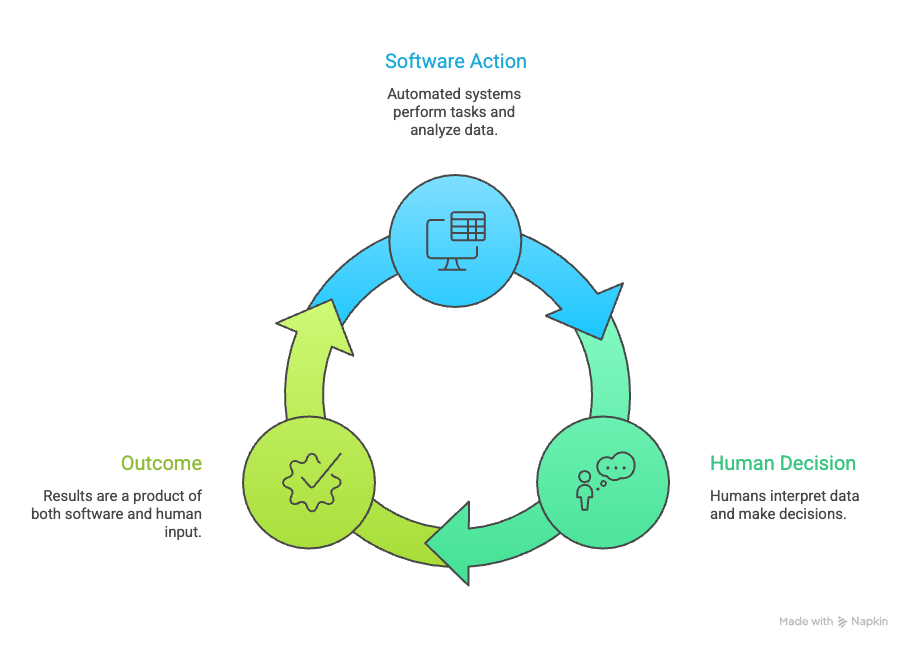 Software Action
Automated systems
perform tasks and
analyze data.
Outcome
Results are a product of
both software and human
input.
Human Decision
Humans interpret data
and make decisions.
Made with Napkin